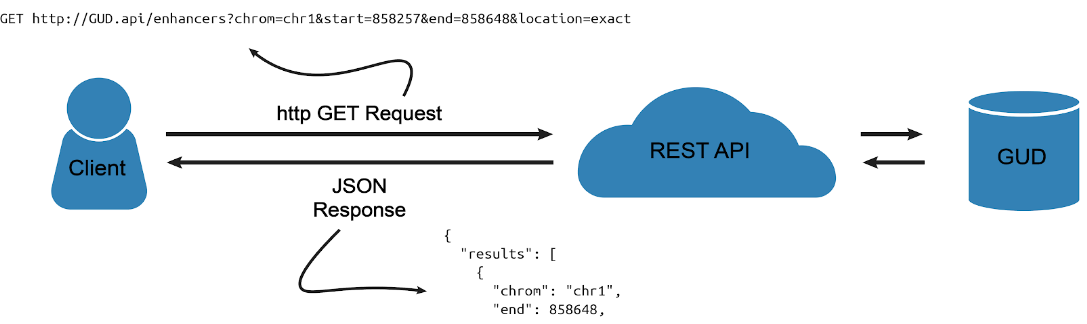 GET http://GUD.api/enhancers?chrom=chr1&start=858257&end=858648&location=exact
http GET Request
Client
REST API
GUD
JSON
Response
{
"results": [
{
"chrom": "chr1",
"end": 858648,